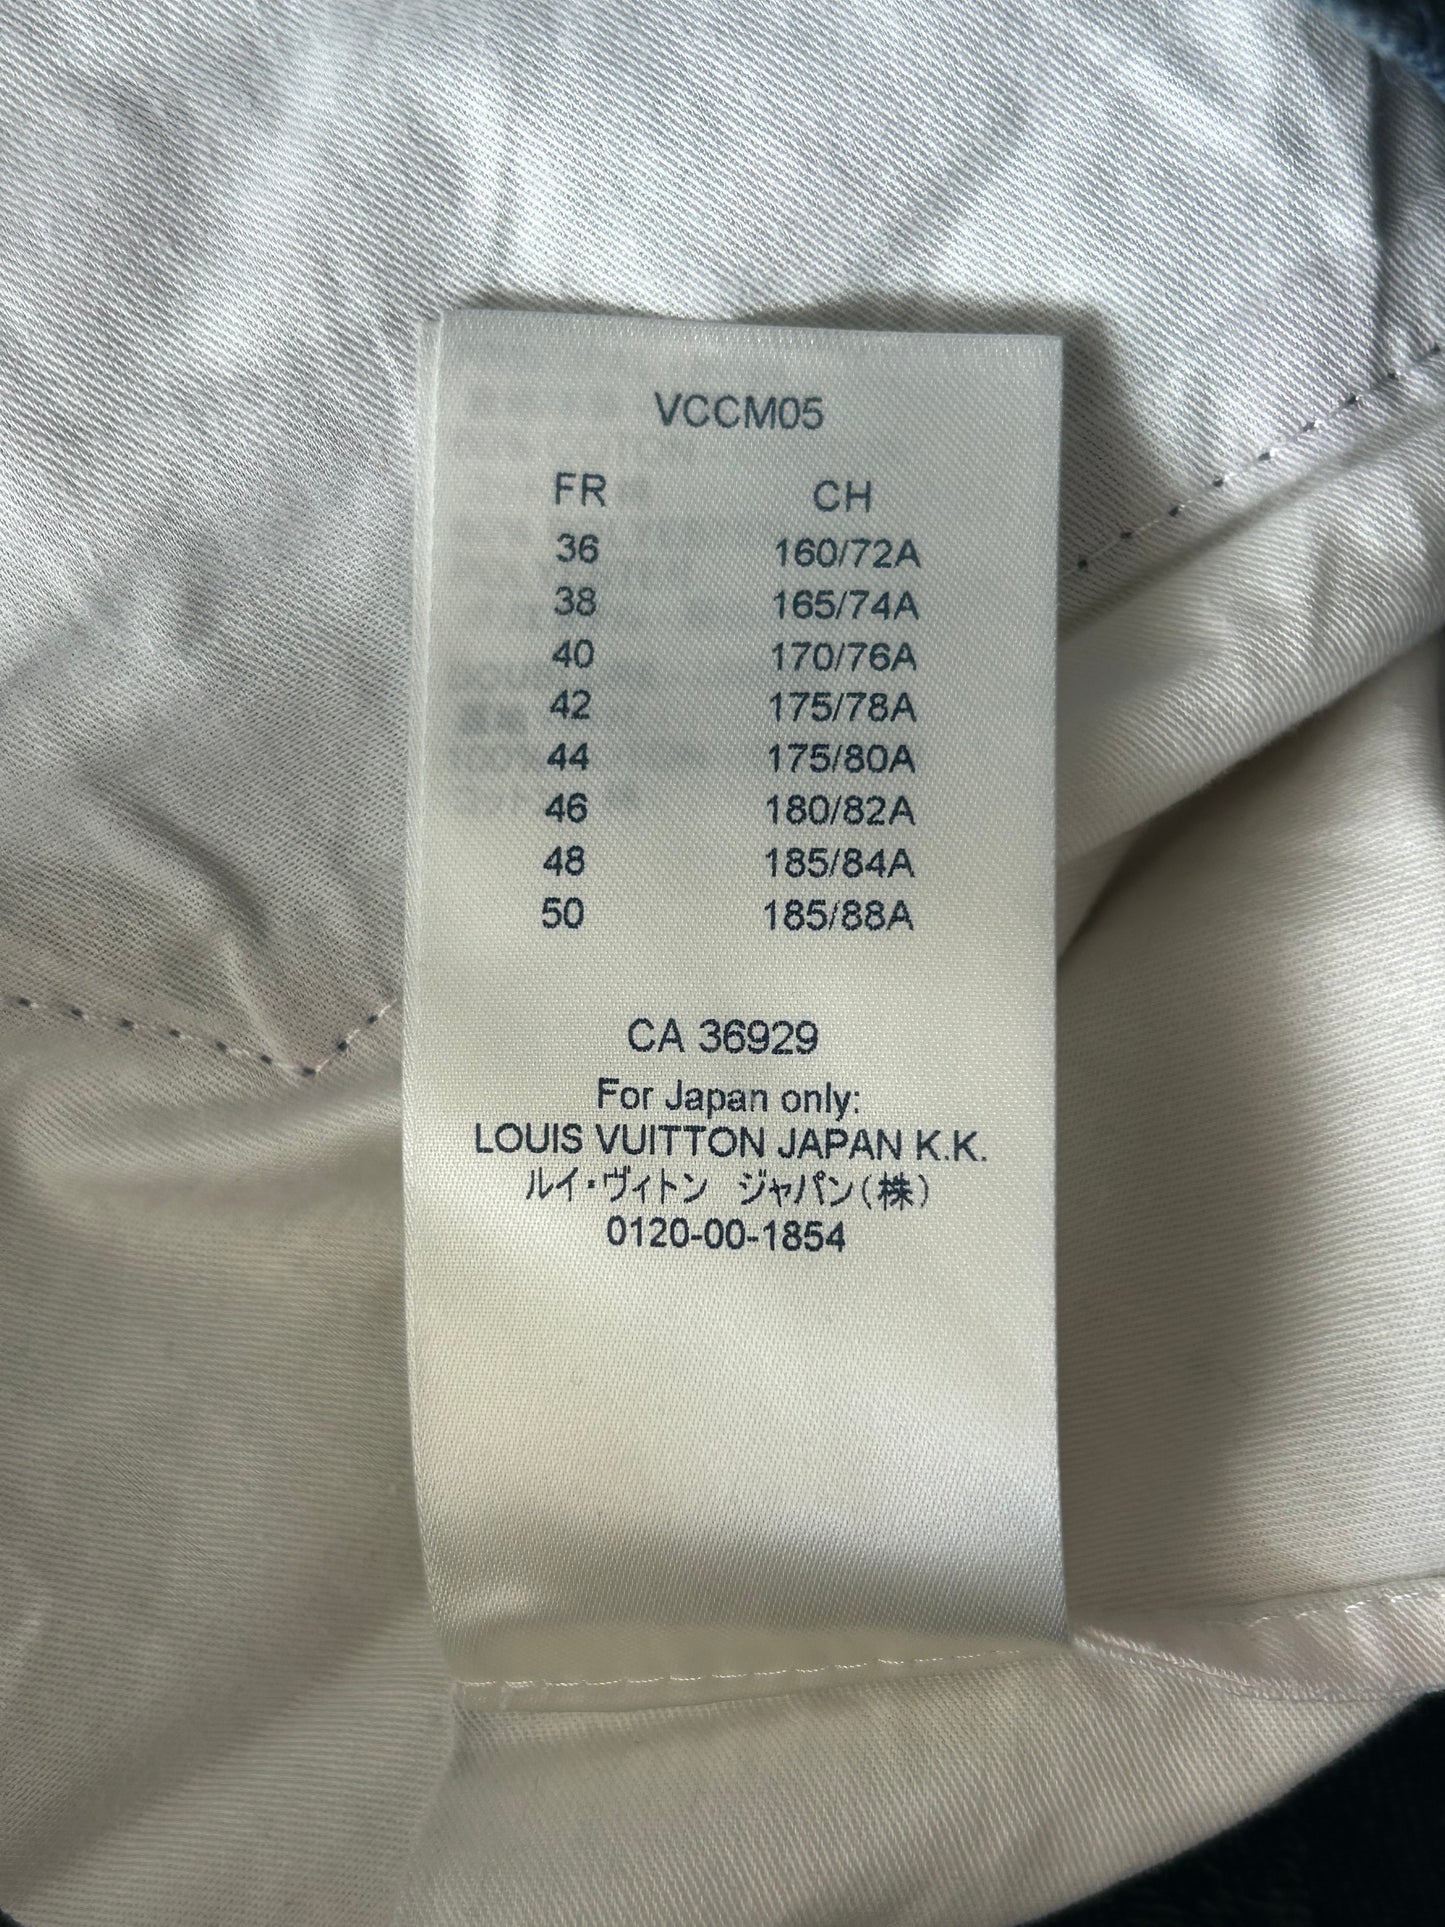 VCCM05
FR CH
36 160/72A
38 165/74A
40 170/76A
42 175/78A
44 175/80A
46 180/82A
48 185/84A
50 185/88A
CA 36929
For Japan only:
LOUIS VUITTON JAPAN K.K.
ルイ・ヴィトン ジャパン(株)
0120-00-1854